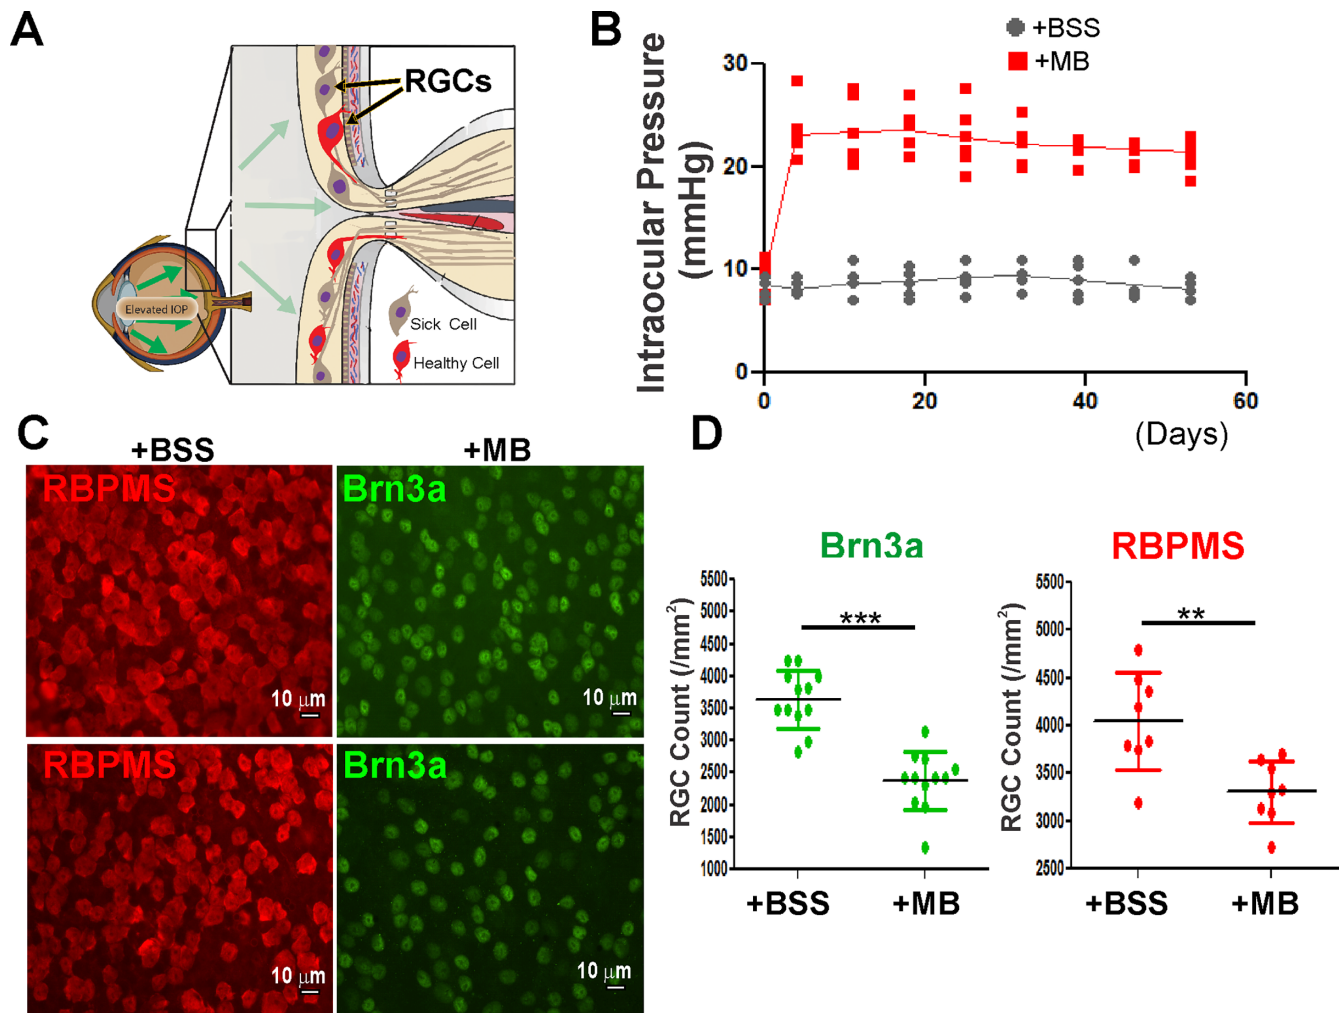 A
RGCs
Elevated IOP
Sick Cell
Healthy Cell
B
+BSS
+MB
Intraocular Pressure
(mmHg)
30
20
10
0
0
20
40
60
(Days)
C
+BSS
+MB
RBPMS
Brn3a
10 μm
10 μm
RBPMS
Brn3a
10 μm
10 μm
D
Brn3a
RGC Count (/mm²)
5500
5000
4500
4000
3500
3000
2500
2000
1500
1000
***
+BSS
+MB
RBPMS
RGC Count (/mm²)
5500
5000
4500
4000
3500
3000
2500
**
+BSS
+MB